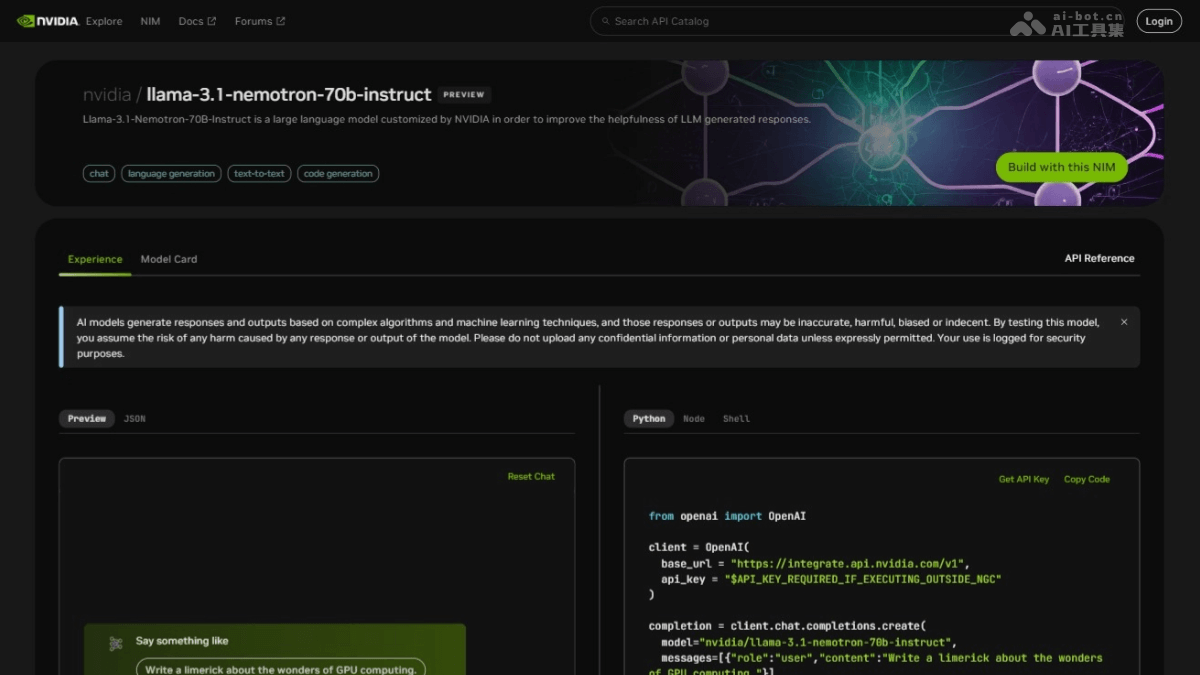 NVIDIA. Explore NIM Docs Forums Search API Catalog Login
ai-bot.cn
AI工具集
nvidia / llama-3.1-nemotron-70b-instruct PREVIEW
Llama-3.1-Nemotron-70B-Instruct is a large language model customized by NVIDIA in order to improve the helpfulness of LLM generated responses.
chat language generation text-to-text code generation
Build with this NIM
Experience Model Card API Reference
AI models generate responses and outputs based on complex algorithms and machine learning techniques, and those responses or outputs may be inaccurate, harmful, biased or indecent. By testing this model,
you assume the risk of any harm caused by any response or output of the model. Please do not upload any confidential information or personal data unless expressly permitted. Your use is logged for security
purposes.
Preview JSON
Reset Chat
Say something like
Write a limerick about the wonders of GPU computing.
Python Node Shell
Get API Key Copy Code
from openai import OpenAI
client = OpenAI(
base_url = "https://integrate.api.nvidia.com/v1",
api_key = "$API_KEY_REQUIRED_IF_EXECUTING_OUTSIDE_NGC"
)
completion = client.chat.completions.create(
model="nvidia/llama-3.1-nemotron-70b-instruct",
messages=[{"role":"user","content":"Write a limerick about the wonders
of GPU computing."}]